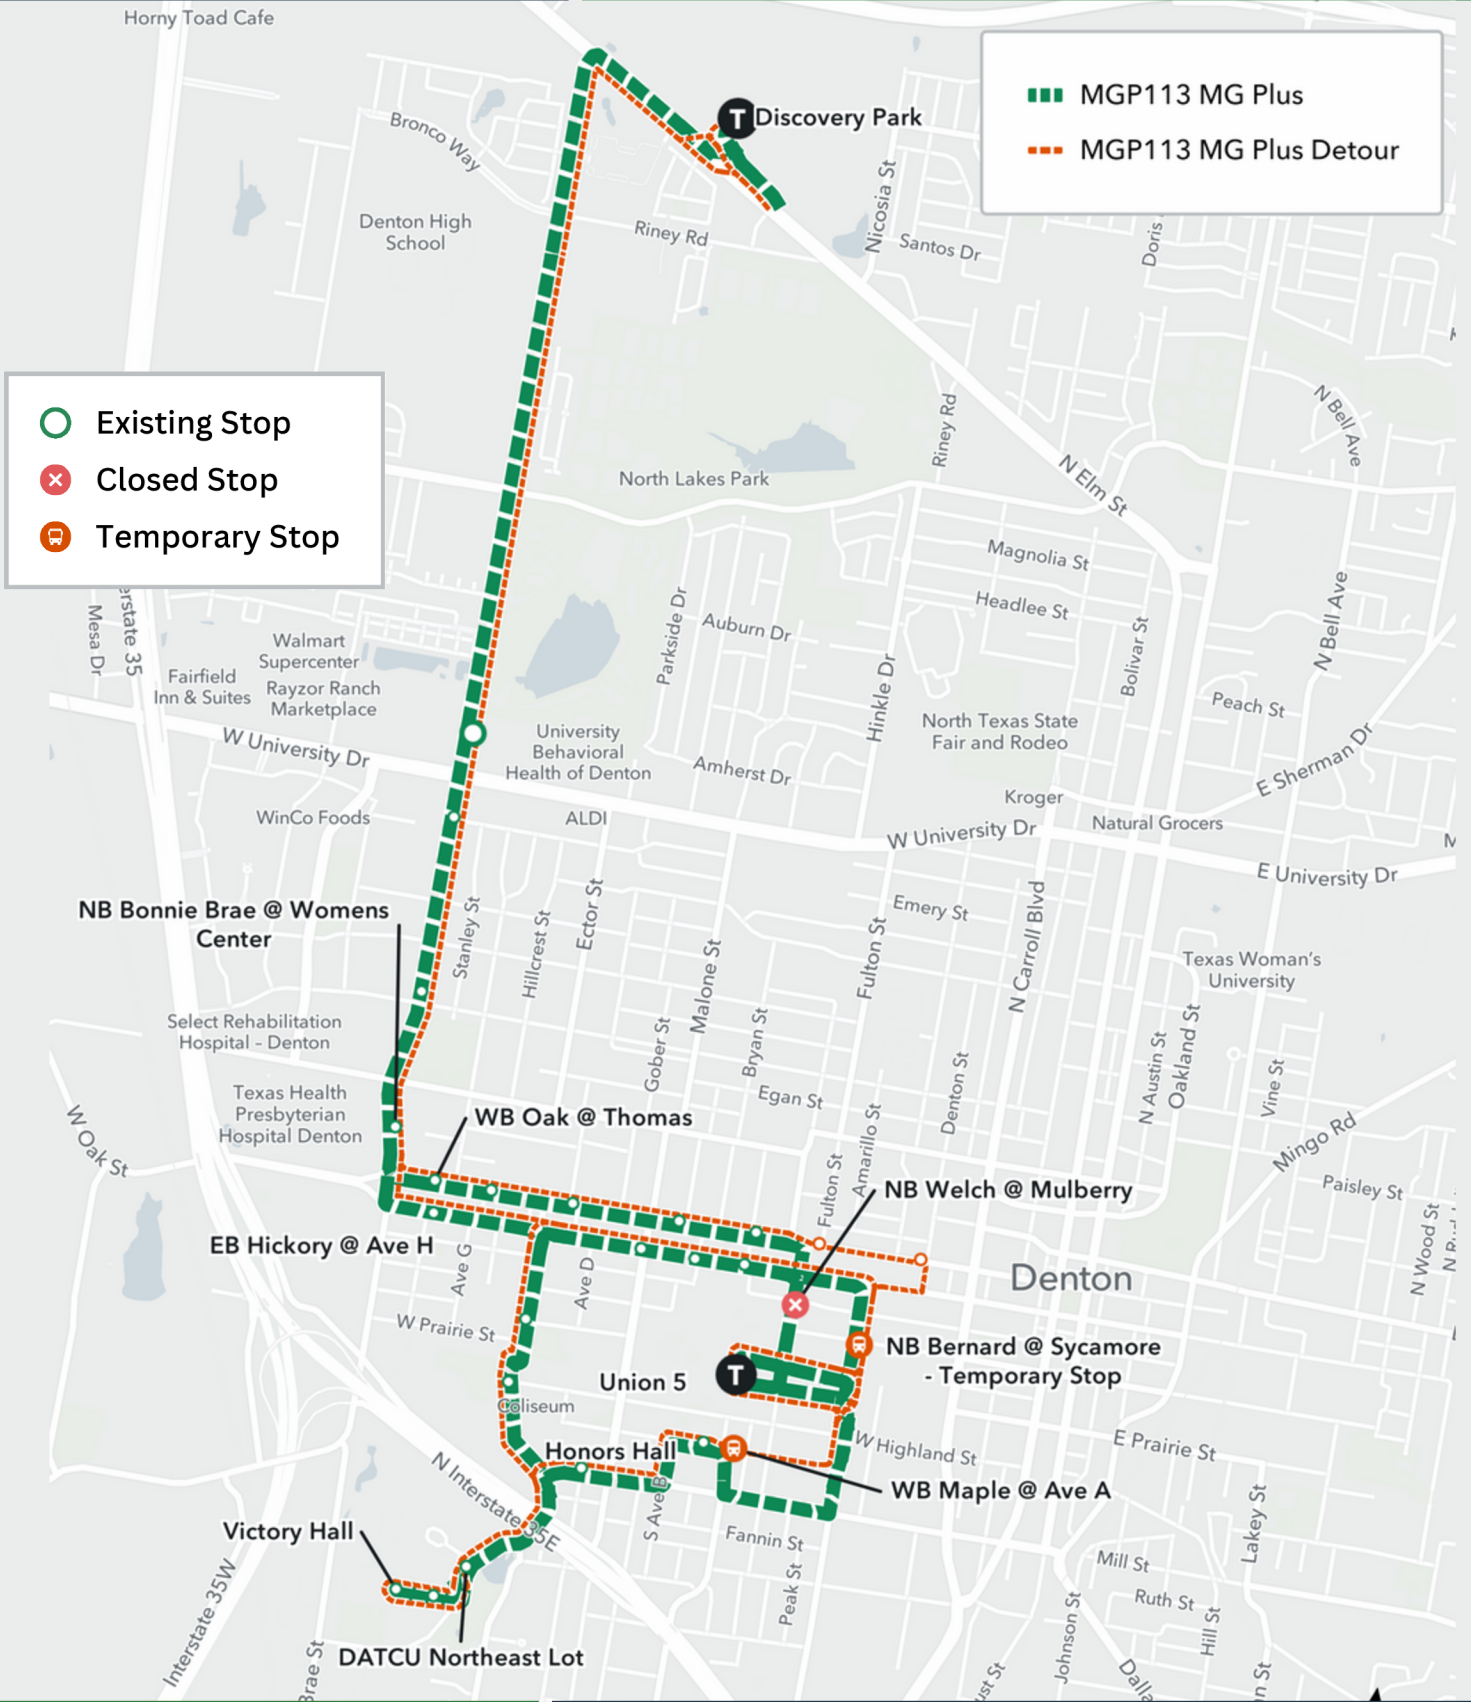 Horny Toad Cafe
MGP113 MG Plus
MGP113 MG Plus Detour
T
Discovery Park
Bronco Way
Nicosia St
Denton High
School
Riney Rd
Santos Dr
Doris
Existing Stop
Closed Stop
Temporary Stop
Riney Rd
N Bell Ave
North Lakes Park
N Elm St
Magnolia St
Headlee St
N Bell Ave
erstate 35
Mesa Dr
Walmart
Supercenter
Parkside Dr
Auburn Dr
Bolivar St
Fairfield
Inn & Suites
Rayzor Ranch
Marketplace
Hinkle Dr
North Texas State
Fair and Rodeo
Peach St
W University Dr
University
Behavioral
Health of Denton
Amherst Dr
E Sherman Dr
Kroger
WinCo Foods
ALDI
W University Dr
Natural Grocers
M
E University Dr
NB Bonnie Brae @ Womens
Center
Stanley St
Hillcrest St
Ector St
Malone St
Emery St
Fulton St
N Carroll Blvd
Texas Woman's
University
Select Rehabilitation
Hospital - Denton
Gober St
Bryan St
Egan St
Denton St
N Austin St
Oakland St
Vine St
Texas Health
Presbyterian
Hospital Denton
W Oak St
WB Oak @ Thomas
Amarillo St
Mingo Rd
Fulton St
NB Welch @ Mulberry
Paisley St
EB Hickory @ Ave H
Ave G
Ave D
Denton
N Wood St
W Prairie St
NB Bernard @ Sycamore
- Temporary Stop
Union 5
T
Coliseum
Honors Hall
W Highland St
E Prairie St
N Interstate 35E
S Ave B
WB Maple @ Ave A
Victory Hall
Fannin St
Lakey St
Interstate 35W
Peak St
Mill St
Ruth St
Johnson St
Hill St
DATCU Northeast Lot
Brae St
ust St
Dalla
n St